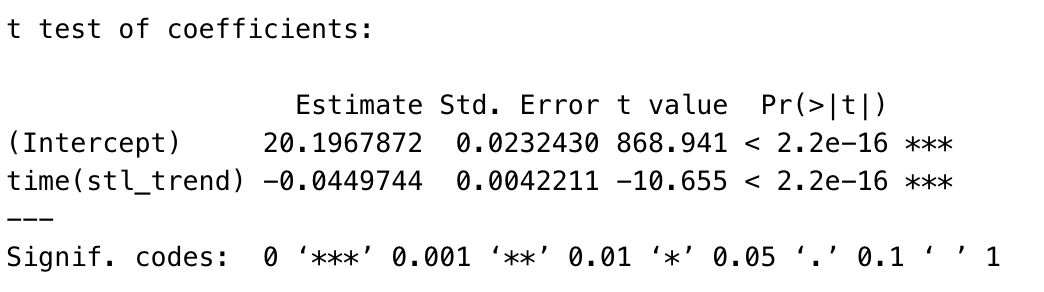 t test of coefficients:
Estimate Std. Error t value Pr(>|t|)
(Intercept) 20.1967872 0.0232430 868.941 < 2.2e-16 ***
time(stl_trend) -0.0449744 0.0042211 -10.655 < 2.2e-16 ***
---
Signif. codes: 0 ‘***’ 0.001 ‘**’ 0.01 ‘*’ 0.05 ‘.’ 0.1 ‘ ’ 1